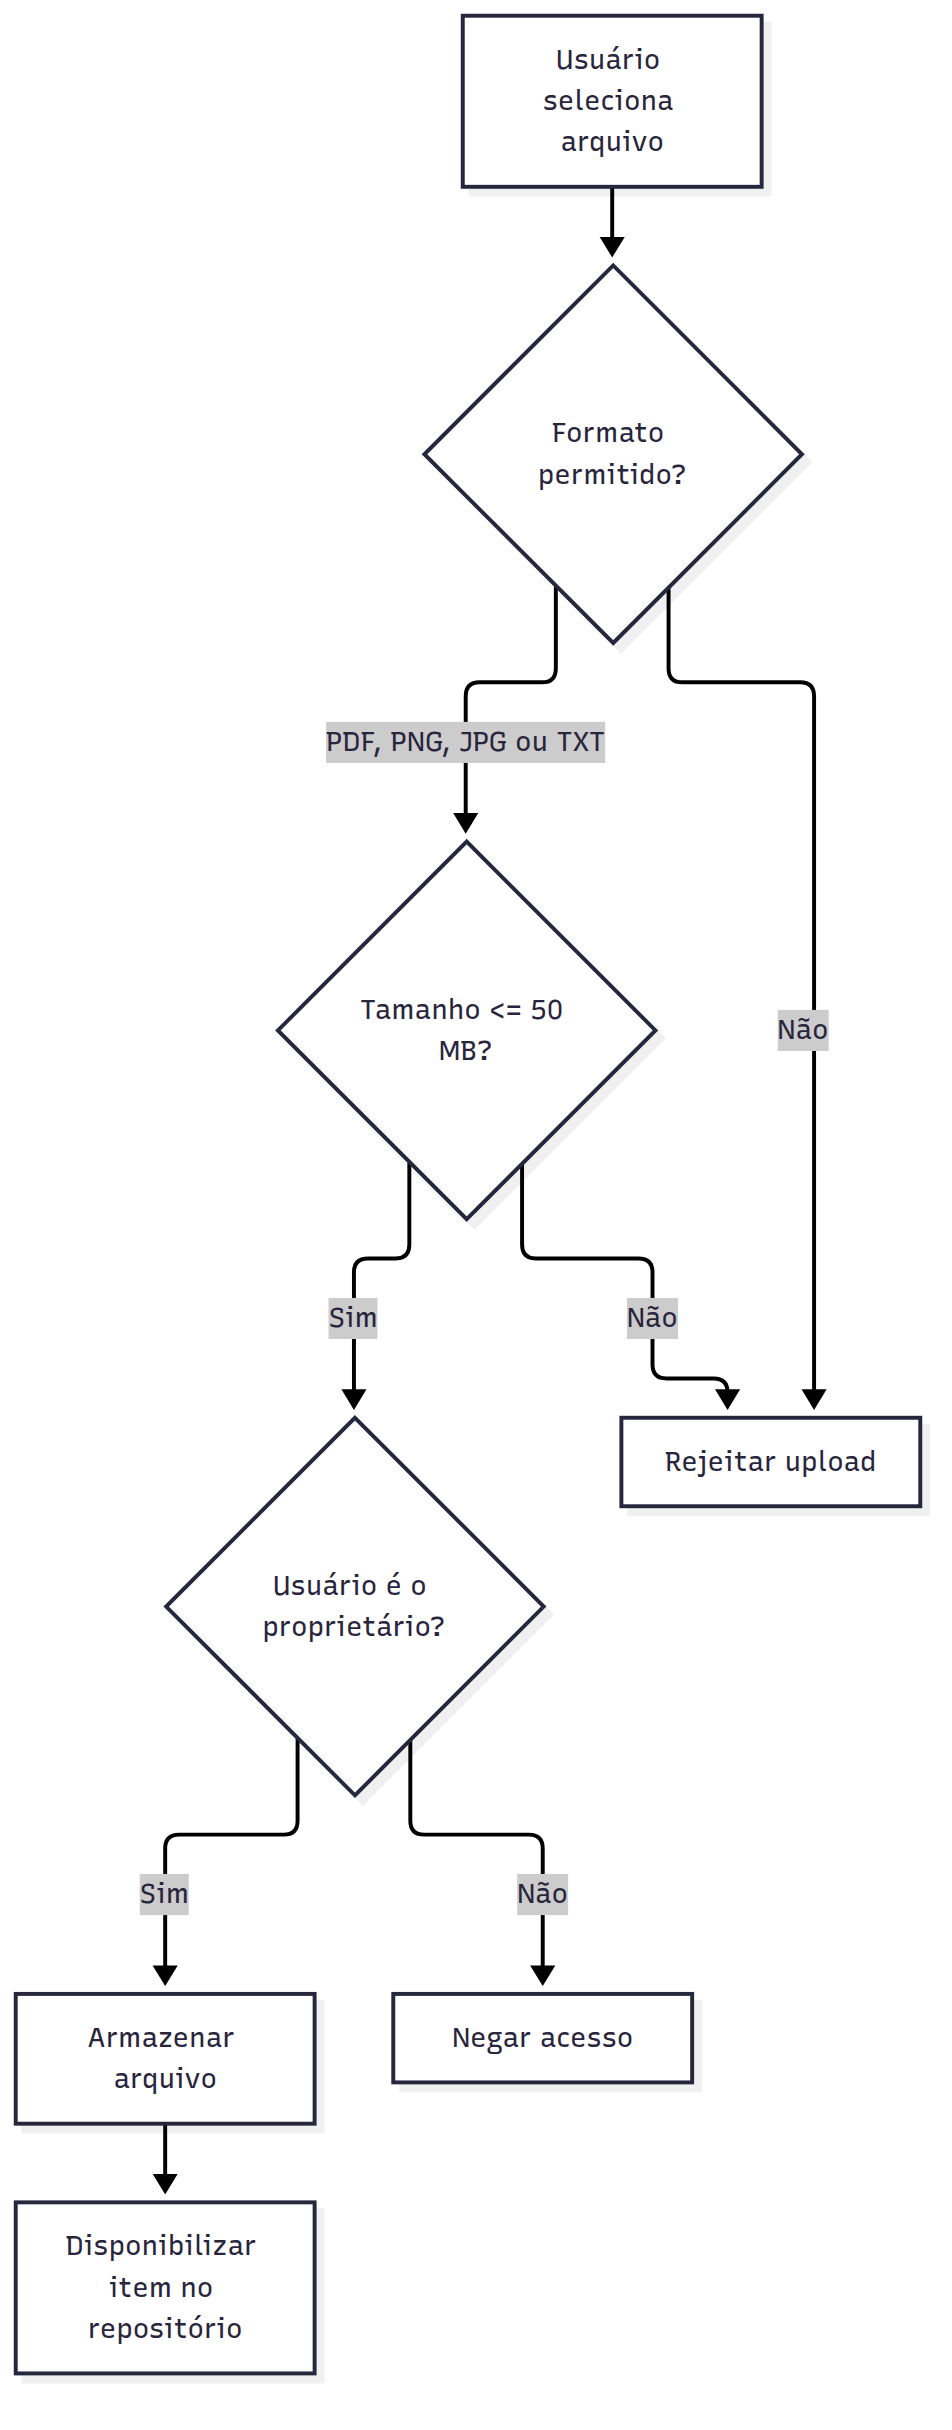 Usuário
seleciona
arquivo
Formato
permitido?
PDF, PNG, JPG ou TXT
Tamanho <= 50
MB?
Não
Sim
Não
Rejeitar upload
Usuário é o
proprietário?
Sim
Não
Armazenar
arquivo
Negar acesso
Disponibilizar
item no
repositório